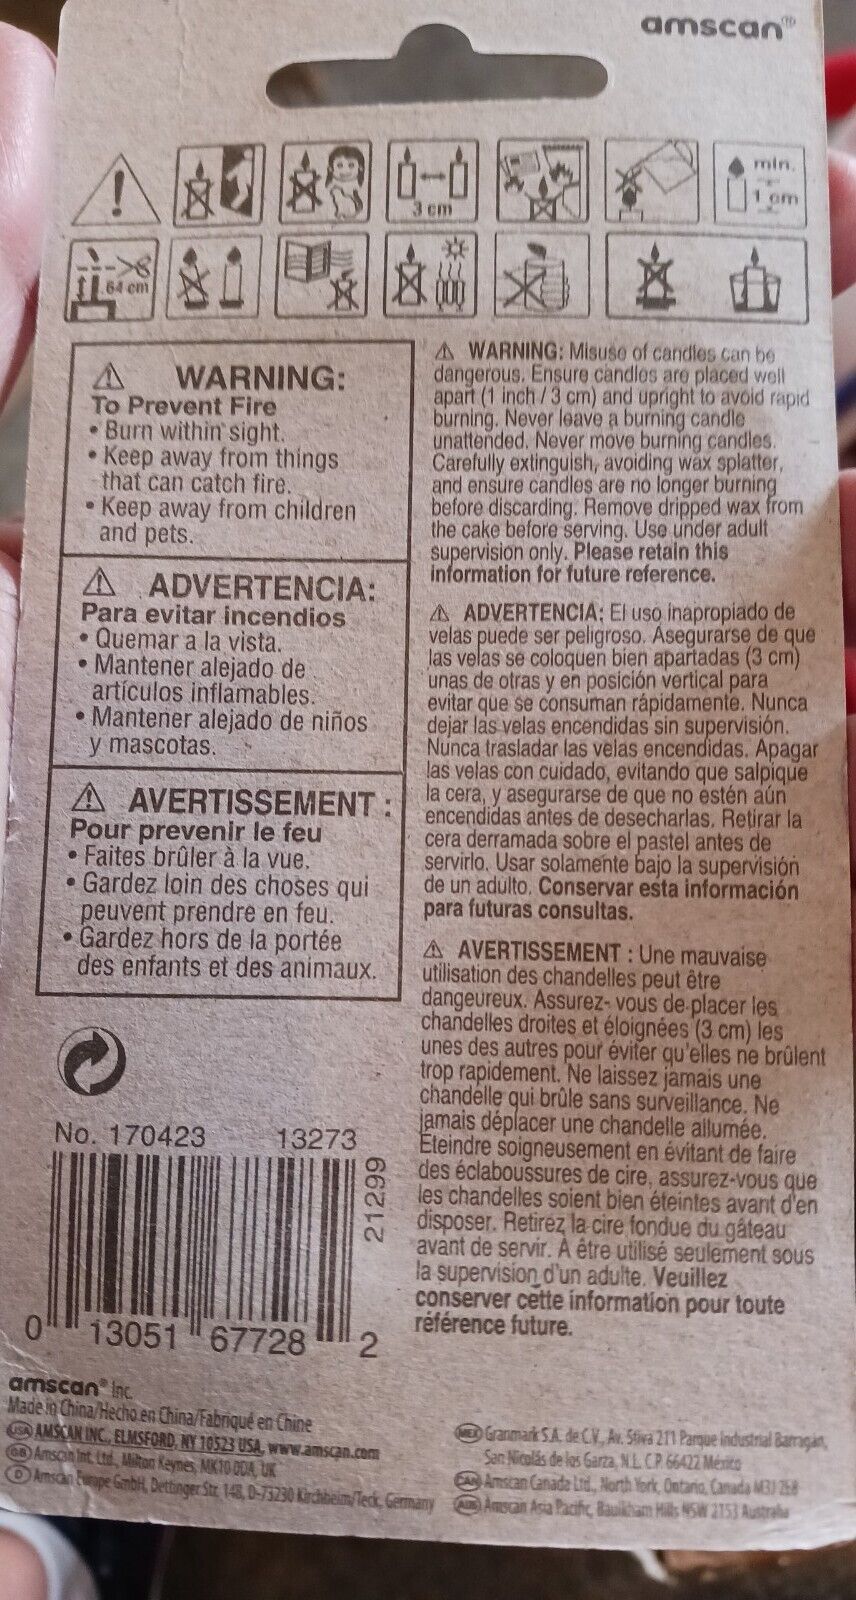 amscan®
3 cm
min.
1 cm
64 cm
WARNING:
To Prevent Fire
• Burn within sight.
• Keep away from things
that can catch fire.
• Keep away from children
and pets.
ADVERTENCIA:
Para evitar incendios
• Quemar a la vista.
• Mantener alejado de
artículos inflamables.
• Mantener alejado de niños
y mascotas.
AVERTISSEMENT :
Pour prevenir le feu
• Faites brûler à la vue.
• Gardez loin des choses qui
peuvent prendre en feu.
• Gardez hors de la portée
des enfants et des animaux.
WARNING: Misuse of candles can be
dangerous. Ensure candles are placed well
apart (1 inch / 3 cm) and upright to avoid rapid
burning. Never leave a burning candle
unattended. Never move burning candles.
Carefully extinguish, avoiding wax splatter,
and ensure candles are no longer burning
before discarding. Remove dripped wax from
the cake before serving. Use under adult
supervision only. Please retain this
information for future reference.
ADVERTENCIA: El uso inapropiado de
velas puede ser peligroso. Asegurarse de que
las velas se coloquen bien apartadas (3 cm)
unas de otras y en posición vertical para
evitar que se consuman rápidamente. Nunca
dejar las velas encendidas sin supervisión.
Nunca trasladar las velas encendidas. Apagar
las velas con cuidado, evitando que salpique
la cera, y asegurarse de que no estén aún
encendidas antes de desecharlas. Retirar la
cera derramada sobre el pastel antes de
servirlo. Usar solamente bajo la supervisión
de un adulto. Conservar esta información
para futuras consultas.
AVERTISSEMENT : Une mauvaise
utilisation des chandelles peut être
dangeureux. Assurez- vous de placer les
chandelles droites et éloignées (3 cm) les
unes des autres pour éviter qu'elles ne brûlent
trop rapidement. Ne laissez jamais une
chandelle qui brûle sans surveillance. Ne
jamais déplacer une chandelle allumée.
Éteindre soigneusement en évitant de faire
des éclaboussures de cire, assurez-vous que
les chandelles soient bien éteintes avant d'en
disposer. Retirez la cire fondue du gâteau
avant de servir. À être utilisé seulement sous
la supervision d'un adulte. Veuillez
conserver cette information pour toute
référence future.
No. 170423 13273
21299
0 13051 67728 2
amscan® Inc.
Made in China/Hecho en China/Fabriqué en Chine
USA AMSCAN INC., ELMSFORD, NY 10523 USA, www.amscan.com
GB Amscan Int. Ltd., Milton Keynes, MK10 0DA, UK
D Amscan Europe GmbH, Dettinger Str. 148, D-73230 Kirchheim/Teck, Germany
MEX Granmark S.A. de C.V., Av. Stiva 211 Parque Industrial Barragán,
San Nicolás de los Garza, N.L. C.P. 66422 México
CAN Amscan Canada Ltd., North York, Ontario, Canada M3J 2E8
AUS Amscan Asia Pacific, Baulkham Hills NSW 2153 Australia